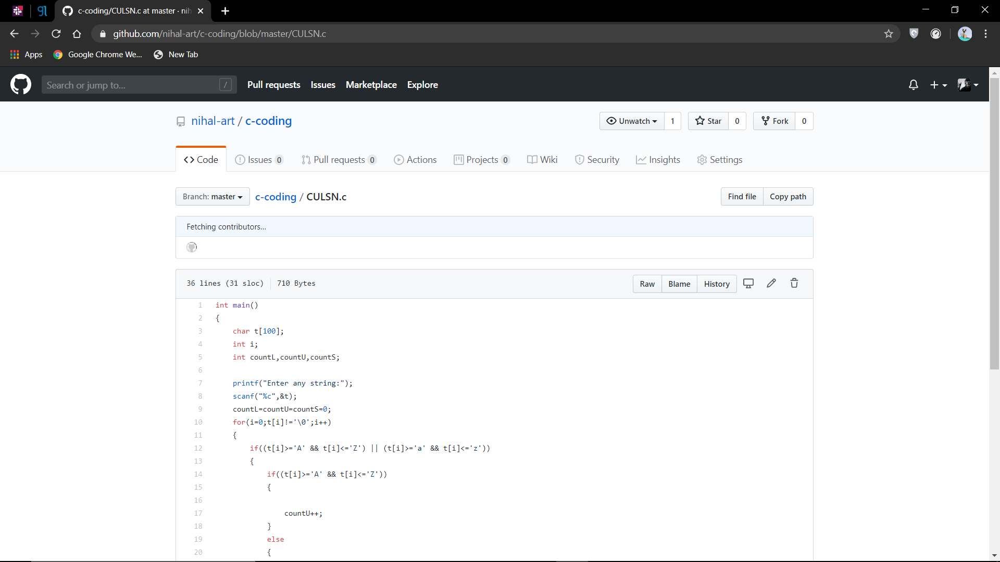 c-coding/CULSN.c at master · nih
github.com/nihal-art/c-coding/blob/master/CULSN.c
Apps Google Chrome We... New Tab
Search or jump to... / Pull requests Issues Marketplace Explore
nihal-art / c-coding Unwatch 1 Star 0 Fork 0
Code Issues 0 Pull requests 0 Actions Projects 0 Wiki Security Insights Settings
Branch: master c-coding / CULSN.c Find file Copy path
Fetching contributors...
36 lines (31 sloc) 710 Bytes Raw Blame History
1 int main()
2 {
3 char t[100];
4 int i;
5 int countL,countU,countS;
6
7 printf("Enter any string:");
8 scanf("%c",&t);
9 countL=countU=countS=0;
10 for(i=0;t[i]!='\0';i++)
11 {
12 if((t[i]>='A' && t[i]<='Z') || (t[i]>='a' && t[i]<='z'))
13 {
14 if((t[i]>='A' && t[i]<='Z'))
15 {
16
17 countU++;
18 }
19 else
20 {